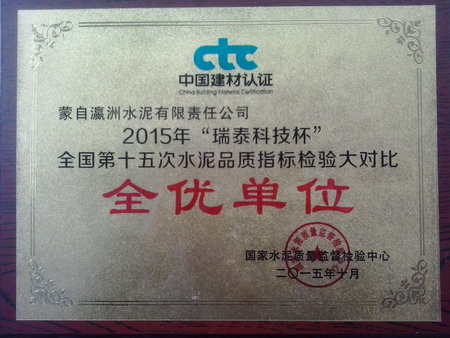 ctc
中国建材认证
China Building Material Certification
蒙自瀛洲水泥有限责任公司
2015年“瑞泰科技杯”
全国第十五次水泥品质指标检验大对比
全优单位
国家水泥质量监督检验中心
二〇一五年十月